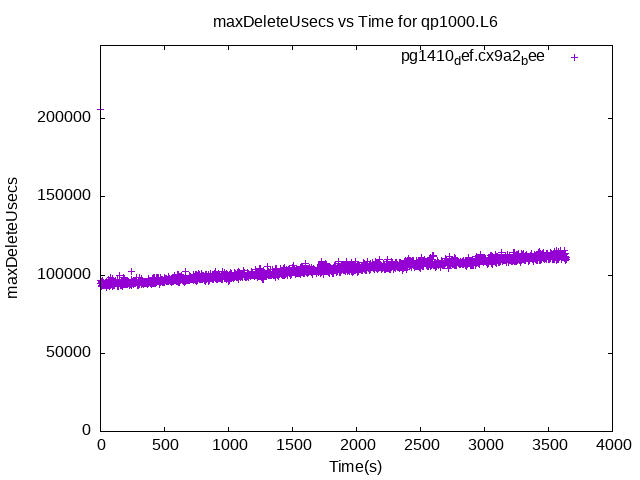 maxDeleteUsecs vs Time for qp1000.L6
pg1410def.cx9a2bee
maxDeleteUsecs
200000
150000
100000
50000
0
0 500 1000 1500 2000 2500 3000 3500 4000
Time(s)